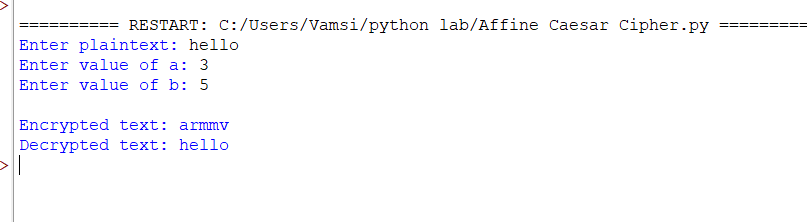 >
========== RESTART: C:/Users/Vamsi/python lab/Affine Caesar Cipher.py =========
Enter plaintext: hello
Enter value of a: 3
Enter value of b: 5
Encrypted text: armmv
Decrypted text: hello
>